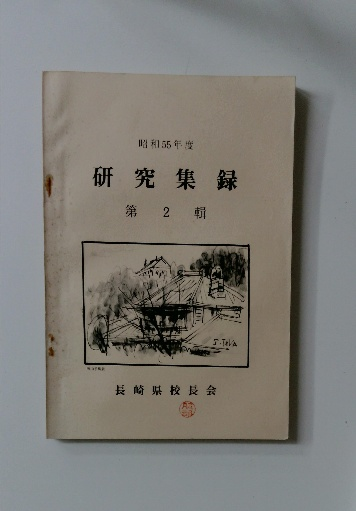 昭和55年度
研究集録
第2輯
長崎県校長会